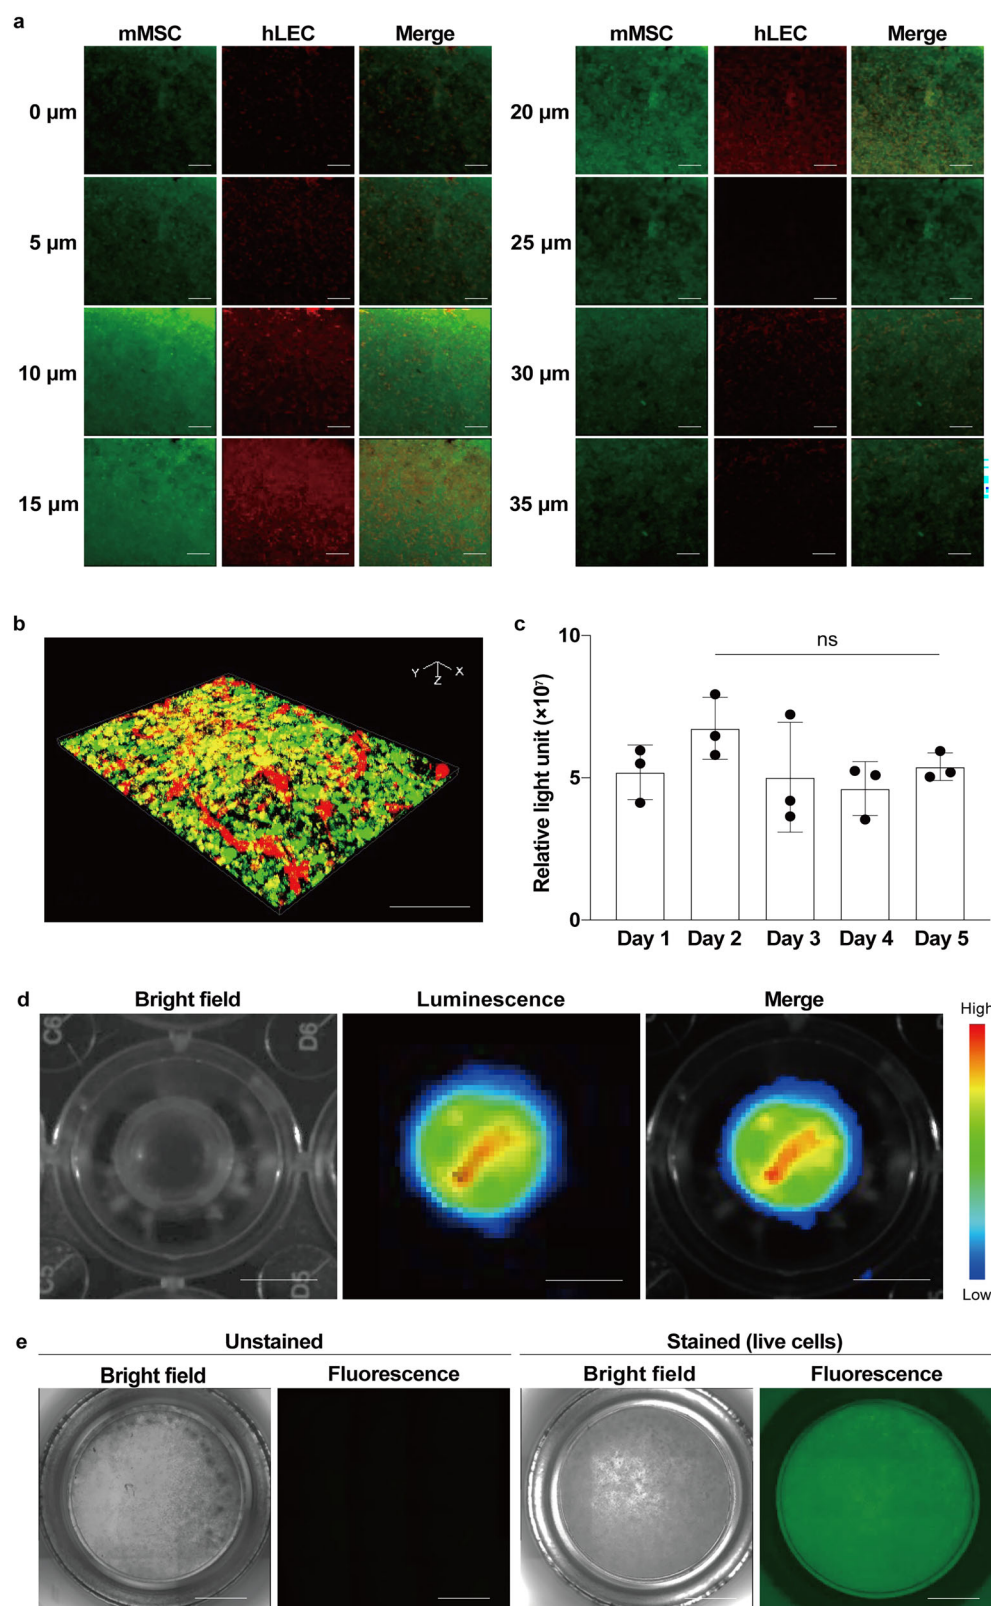 a
mMSC hLEC Merge mMSC hLEC Merge
0 µm 20 µm
5 µm 25 µm
10 µm 30 µm
15 µm 35 µm
b
Y X
Z
c
10
ns
Relative light unit (×10⁷)
5
0
Day 1 Day 2 Day 3 Day 4 Day 5
d
Bright field Luminescence Merge
High
C6 D6
C5 D5
Low
e
Unstained Stained (live cells)
Bright field Fluorescence Bright field Fluorescence